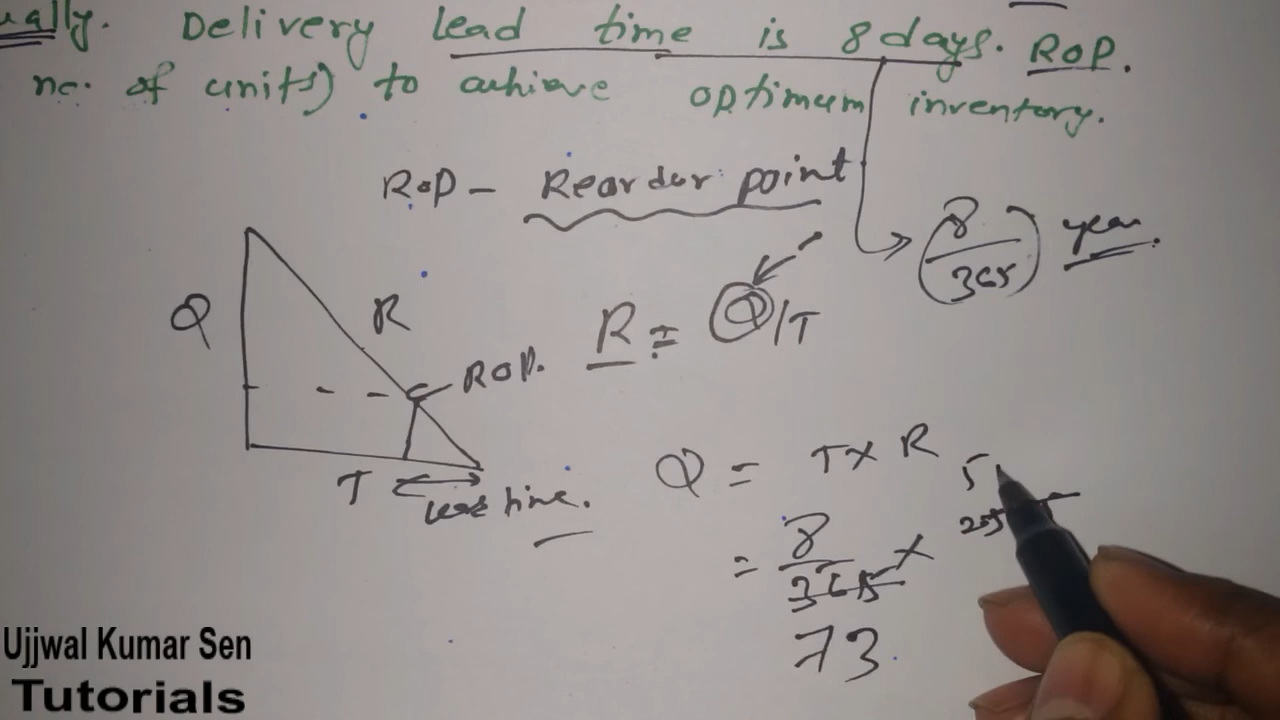 ually. Delivery lead time is 8 days. ROP.
no. of units) to achieve optimum inventory.
ROP - Reorder point
(8/365) year.
Q
R
R = Q/T
ROP.
T
lead time.
Q = T x R
= 8/365 x
73
Ujjwal Kumar Sen
Tutorials